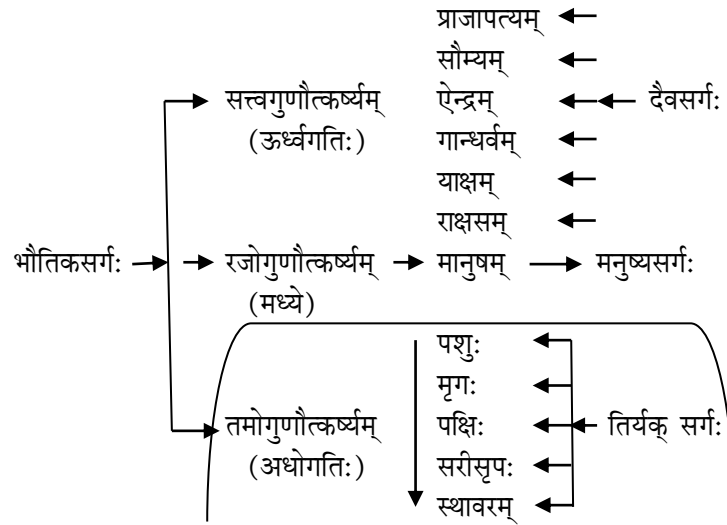 प्राजापत्यम्
सौम्यम्
सत्त्वगुणौत्कर्ष्यम् ऐन्द्रम् दैवसर्गः
(ऊर्ध्वगतिः) गान्धर्वम्
याक्षम्
राक्षसम्
भौतिकसर्गः रजोगुणौत्कर्ष्यम् मानुषम् मनुष्यसर्गः
(मध्ये)
पशुः
मृगः
तमोगुणौत्कर्ष्यम् पक्षिः तिर्यक् सर्गः
(अधोगतिः) सरीसृपः
स्थावरम्